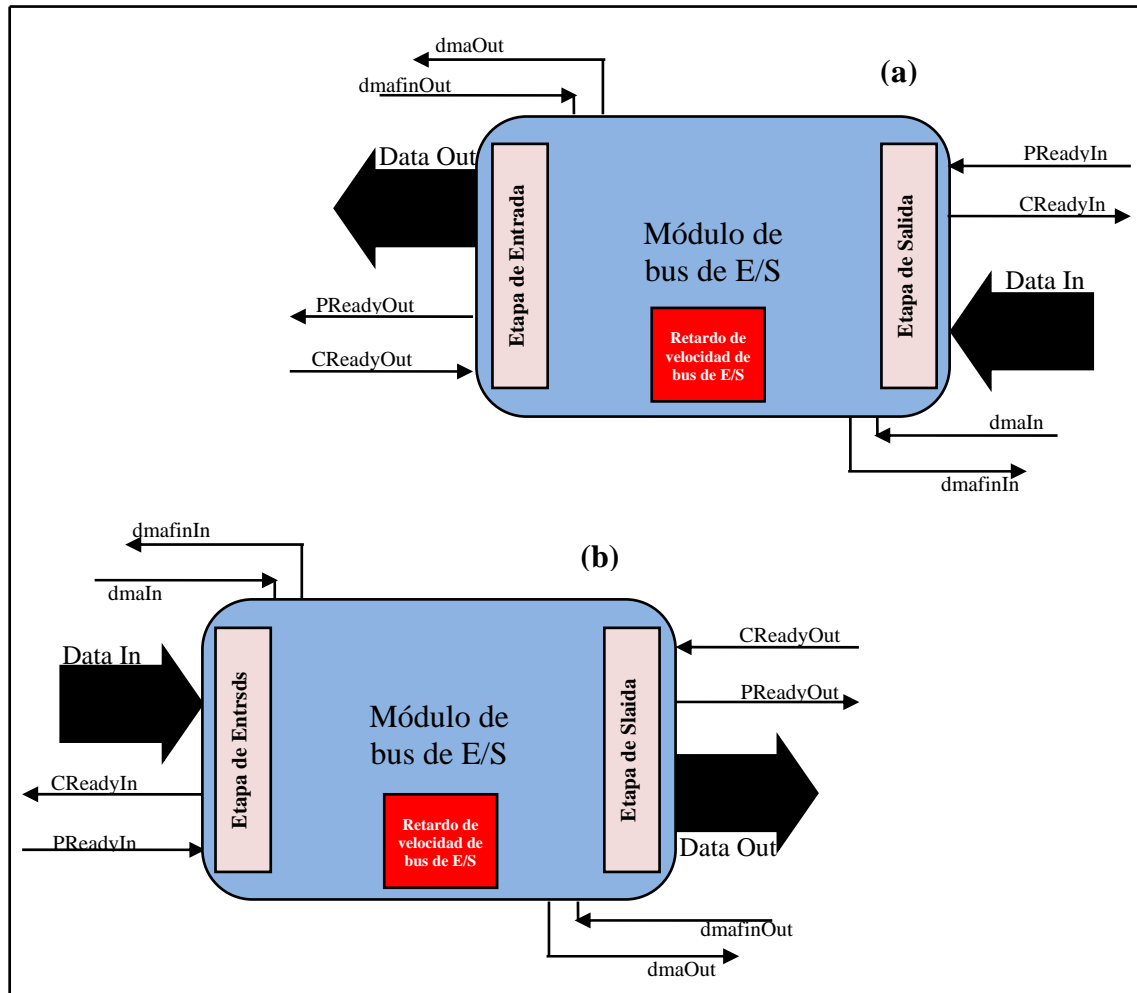 dmaOut
(a)
dmafinOut
Data Out
PReadyIn
CReadyIn
Etapa de Entrada
Módulo de
bus de E/S
Etapa de Salida
Data In
PReadyOut
CReadyOut
Retardo de
velocidad de
bus de E/S
dmaIn
dmafinIn
dmafinIn
(b)
dmaIn
Data In
CReadyOut
PReadyOut
Etapa de Entrsds
Módulo de
bus de E/S
Etapa de Slaida
CReadyIn
PReadyIn
Retardo de
velocidad de
bus de E/S
Data Out
dmafinOut
dmaOut